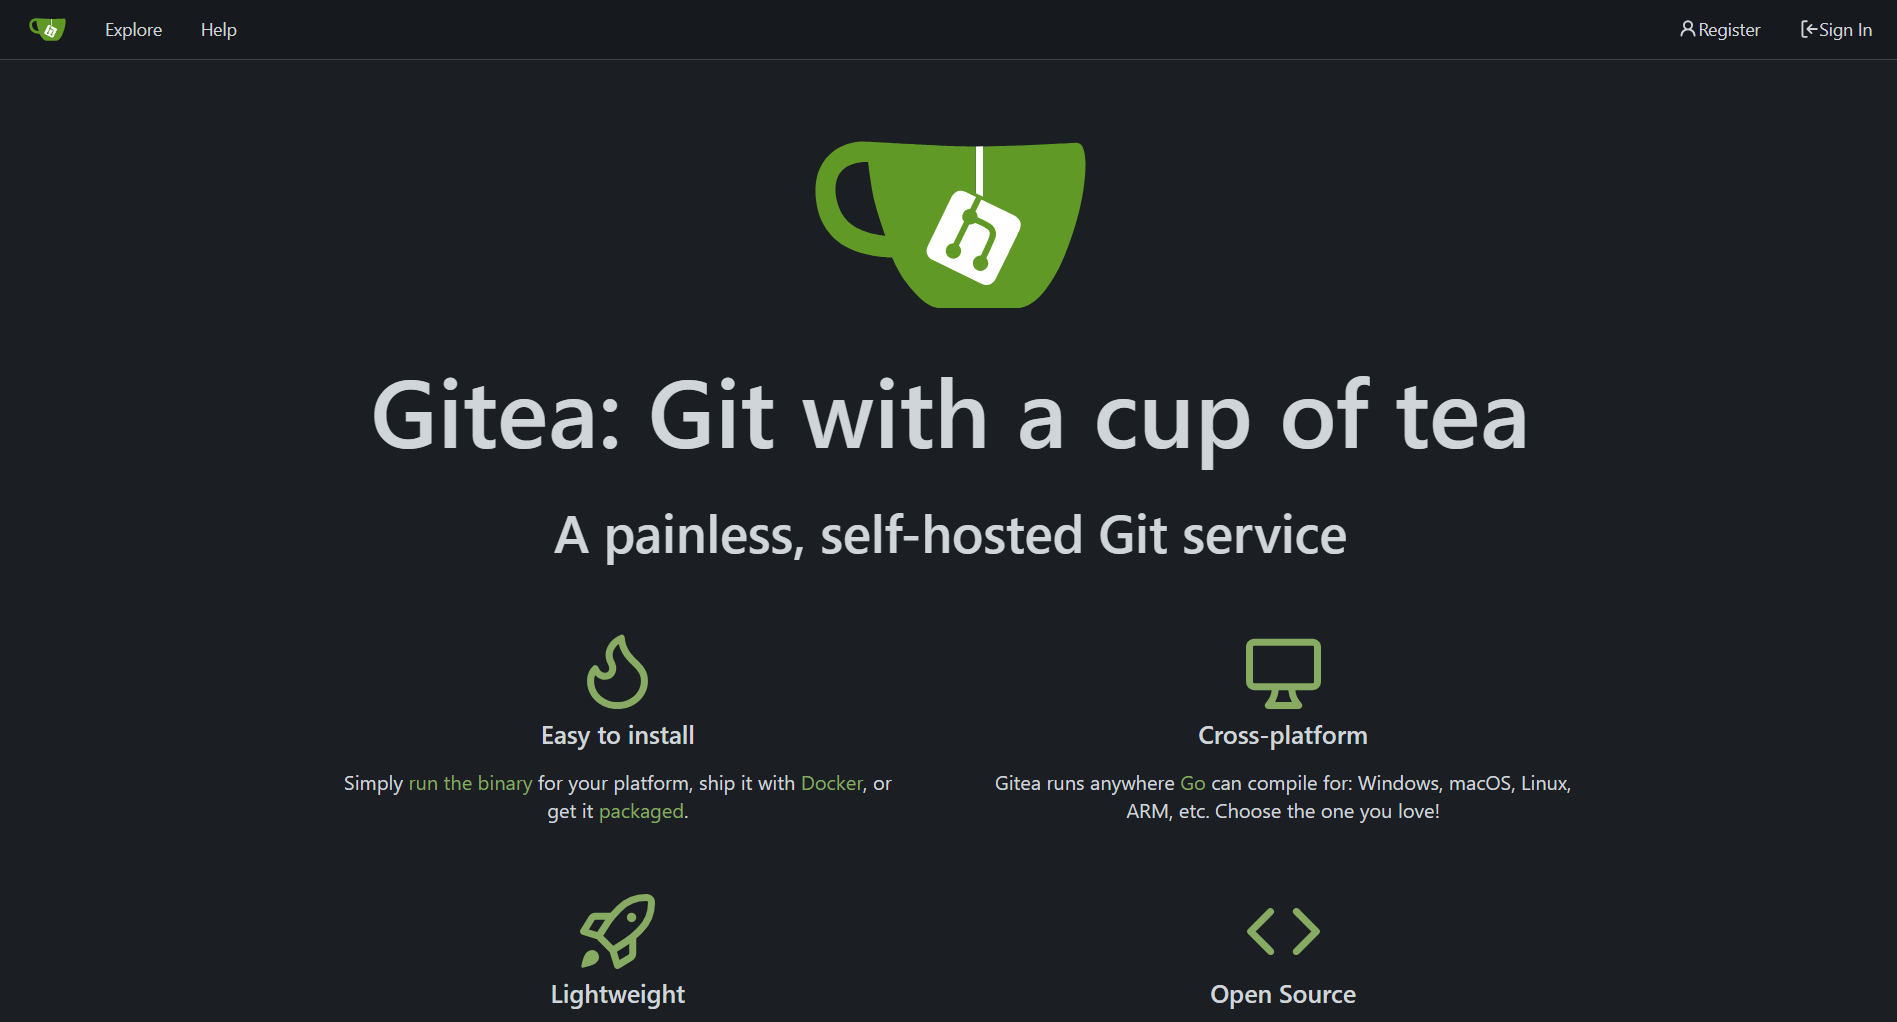 Explore
Help
Register
Sign In
Gitea: Git with a cup of tea
A painless, self-hosted Git service
Easy to install
Simply run the binary for your platform, ship it with Docker, or
get it packaged.
Cross-platform
Gitea runs anywhere Go can compile for: Windows, macOS, Linux,
ARM, etc. Choose the one you love!
Lightweight
Open Source